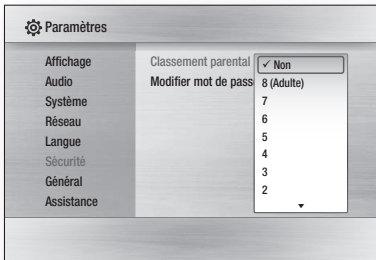 Paramètres
Affichage
Audio
Système
Réseau
Langue
Sécurité
Général
Assistance
Classement parental
Modifier mot de pass
✓ Non
8 (Adulte)
7
6
5
4
3
2